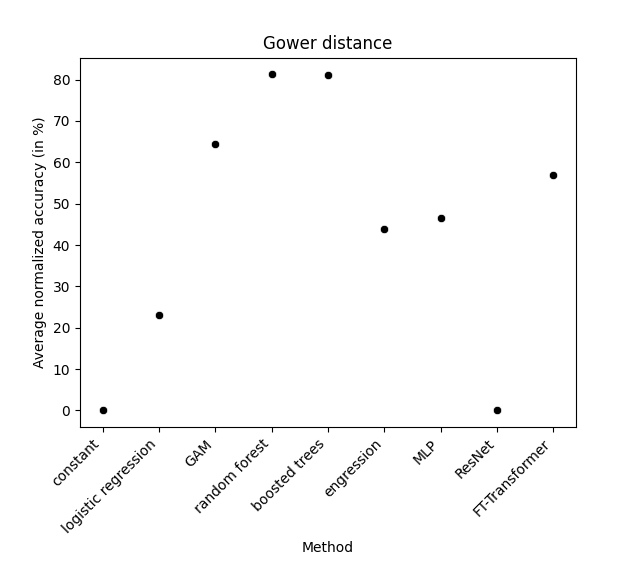 Gower distance
Average normalized accuracy (in %)
80
70
60
50
40
30
20
10
0
constant
logistic regression
GAM
random forest
boosted trees
engression
MLP
ResNet
FT-Transformer
Method